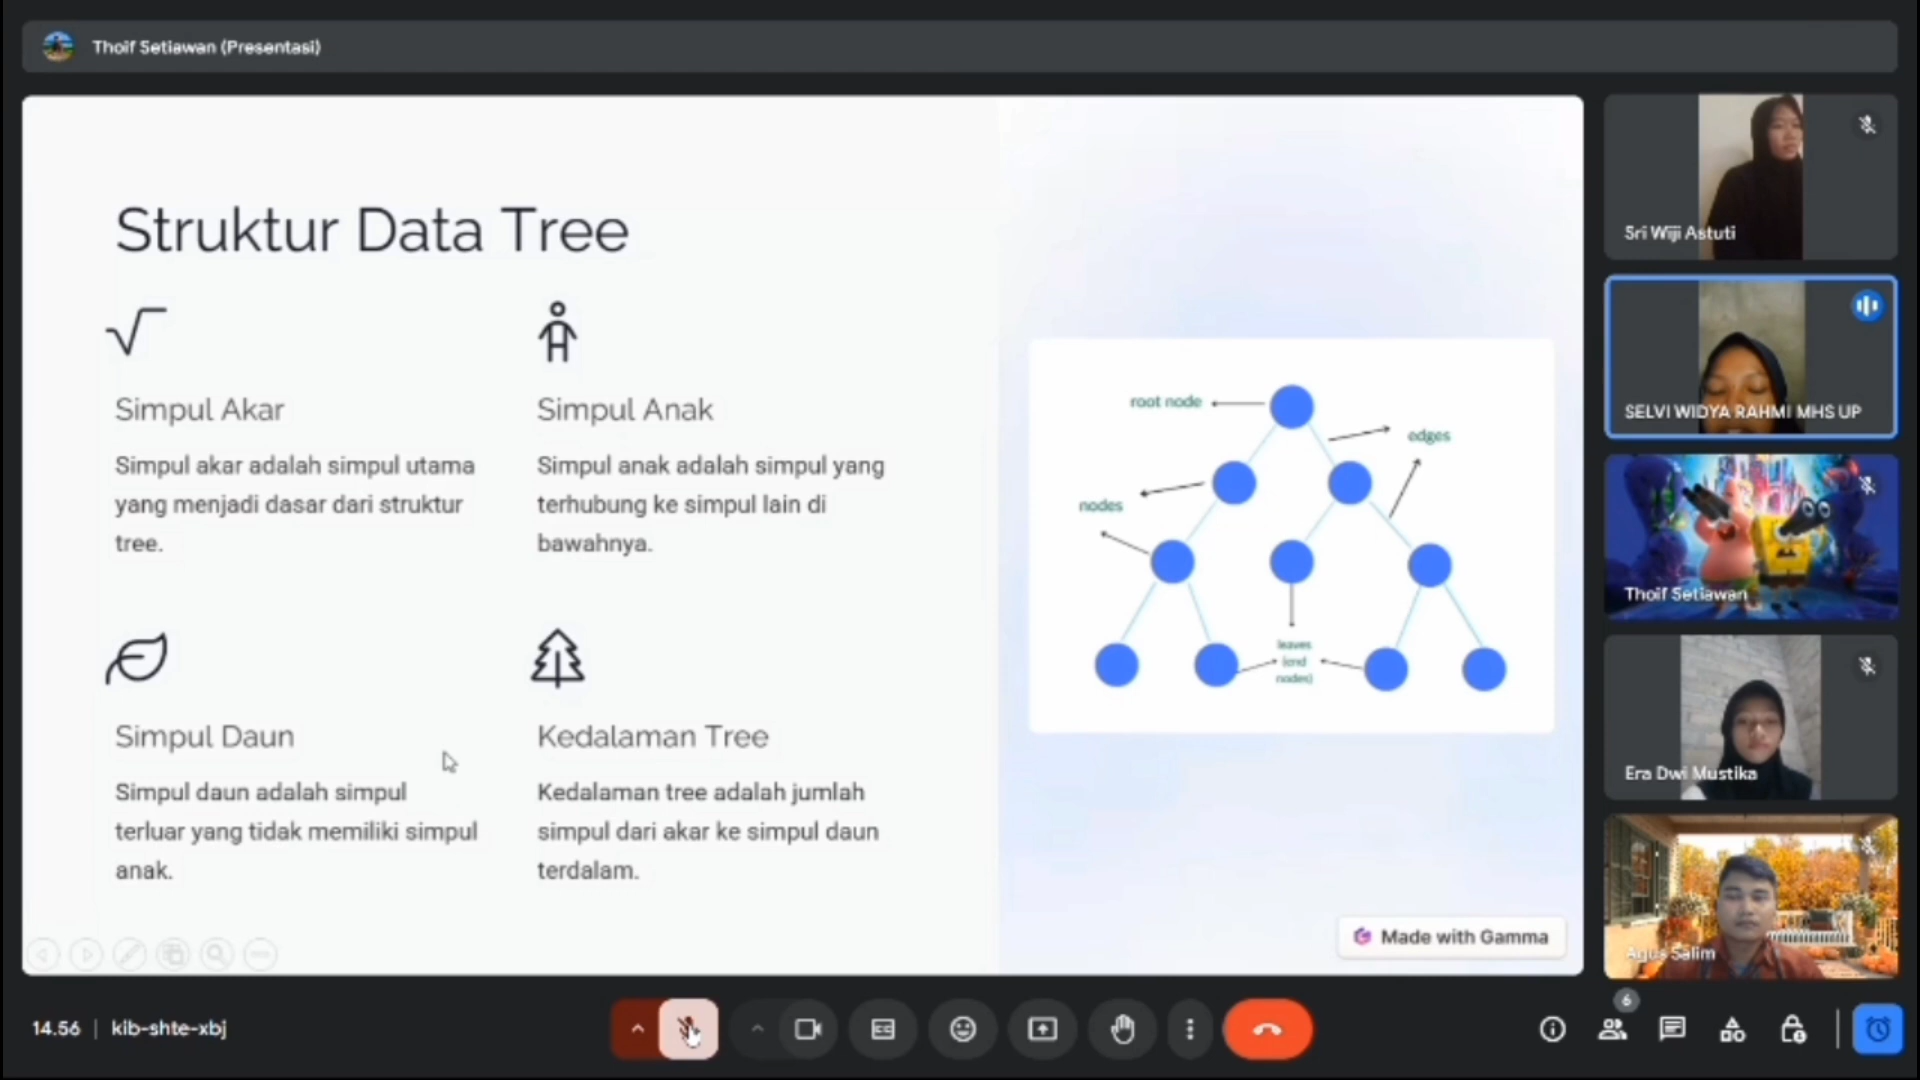 Thoif Setiawan (Presentasi)
Struktur Data Tree
Simpul Akar
Simpul akar adalah simpul utama
yang menjadi dasar dari struktur
tree.
Simpul Anak
Simpul anak adalah simpul yang
terhubung ke simpul lain di
bawahnya.
Simpul Daun
Simpul daun adalah simpul
terluar yang tidak memiliki simpul
anak.
Kedalaman Tree
Kedalaman tree adalah jumlah
simpul dari akar ke simpul daun
terdalam.
root node
edges
nodes
leaves
(end
nodes)
Made with Gamma
Sri Wiji Astuti
SELVI WIDYA RAHMI MHS UP
Thoif Setiawan
Era Dwi Mustika
Agus Salim
14.56 | kib-shte-xbj
CC
6